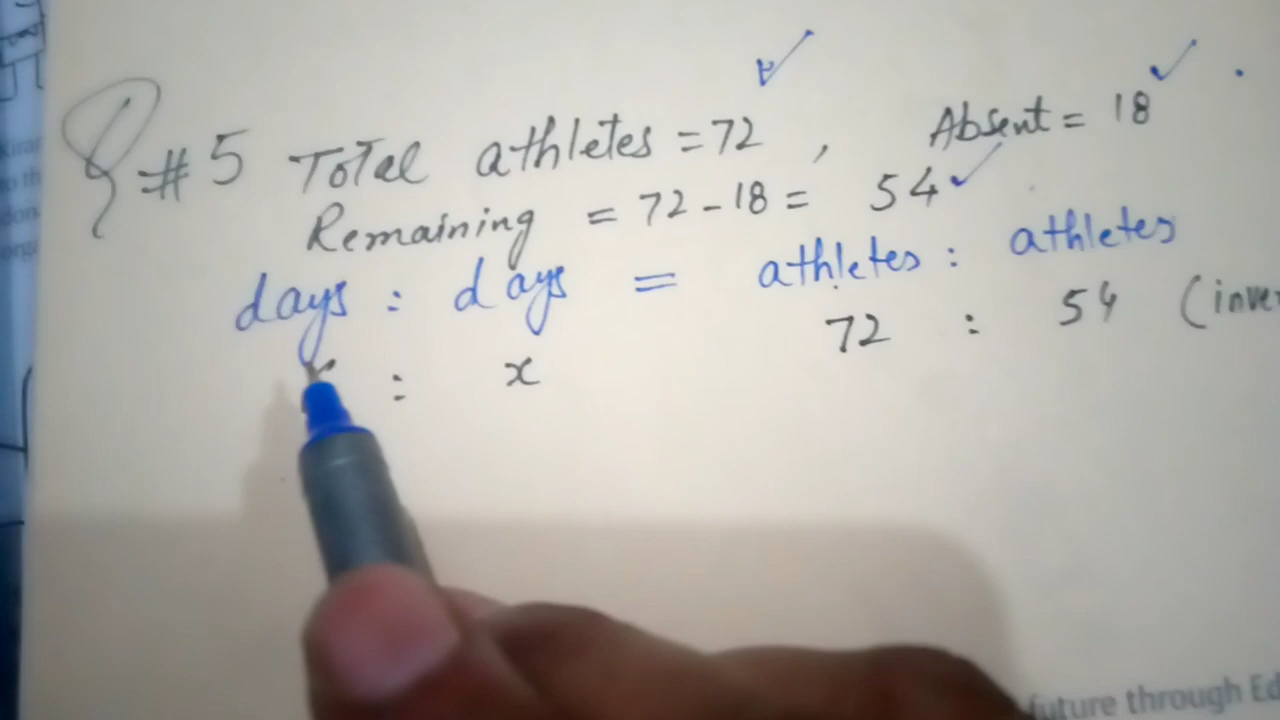 #5 Total athletes = 72 , Absent = 18
Remaining = 72 - 18 = 54
days : days = athletes : athletes
: x 72 : 54 (inver
future through Ed